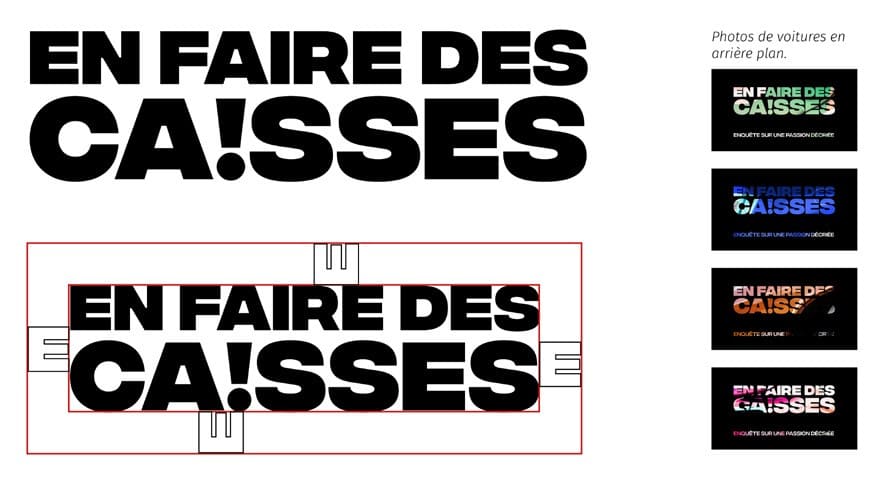 EN FAIRE DES
CA!SSES
E
EN FAIRE DES
CA!SSES
E
E
E
Photos de voitures en
arrière plan.
EN FAIRE DES
CA!SSES
ENQUÊTE SUR UNE PASSION DÉCRIÉE
EN FAIRE DES
CA!SSES
ENQUÊTE SUR UNE PASSION DÉCRIÉE
EN FAIRE DES
CA!SSES
ENQUÊTE SUR UNE
EN FAIRE DES
CA!SSES
ENQUÊTE SUR UNE PASSION DÉCRIÉE